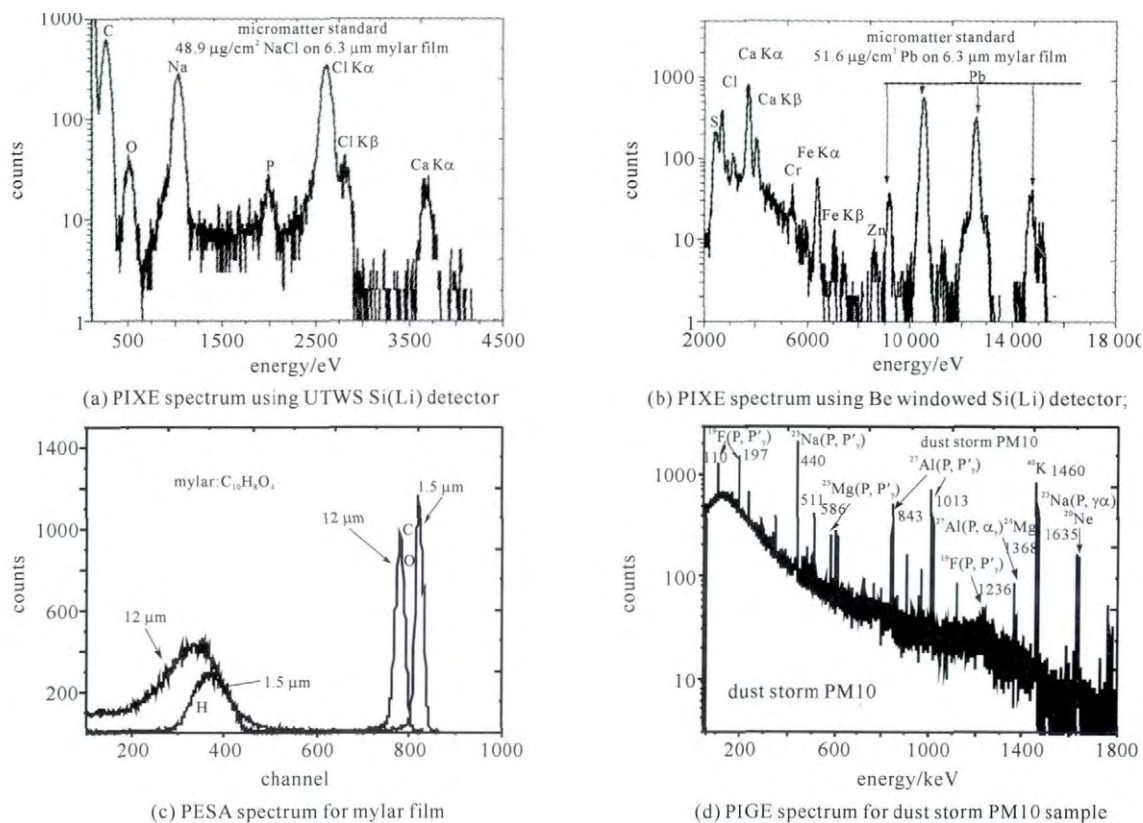 micromatter standard
48.9 μg/cm² NaCl on 6.3 μm mylar film
C
Na
Cl Kα
O
P
Cl Kβ
Ca Kα
counts
1000
100
10
1
500
1500
2500
3500
4500
energy/eV
(a) PIXE spectrum using UTWS Si(Li) detector
micromatter standard
51.6 μg/cm² Pb on 6.3 μm mylar film
Pb
Ca Kα
Cl
Ca Kβ
S
Fe Kα
Cr
Fe Kβ
Zn
counts
1000
100
10
1
2000
6000
10 000
14 000
18 000
energy/eV
(b) PIXE spectrum using Be windowed Si(Li) detector;
mylar:C₁₀H₈O₄
1.5 μm
12 μm
C
O
12 μm
1.5 μm
H
counts
1500
1000
600
200
200
400
600
800
1000
channel
(c) PESA spectrum for mylar film
¹⁹F(P, P'γ)
110
197
²³Na(P, P'γ)
440
511
²⁵Mg(P, P'γ)
586
dust storm PM10
²⁷Al(P, P'γ)
843
1013
⁴⁰K 1460
²³Na(P, γα)
²⁰Ne
1635
²⁷Al(P, αγ)²⁴Mg
1368
¹⁹F(P, P'γ)
1236
dust storm PM10
counts
1000
100
10
200
600
1000
1400
1800
energy/keV
(d) PIGE spectrum for dust storm PM10 sample